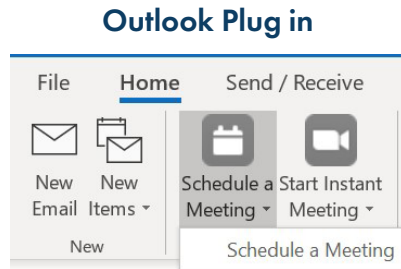 Outlook Plug in
File Home Send / Receive
New New Schedule a Start Instant
Email Items Meeting Meeting
New Schedule a Meeting